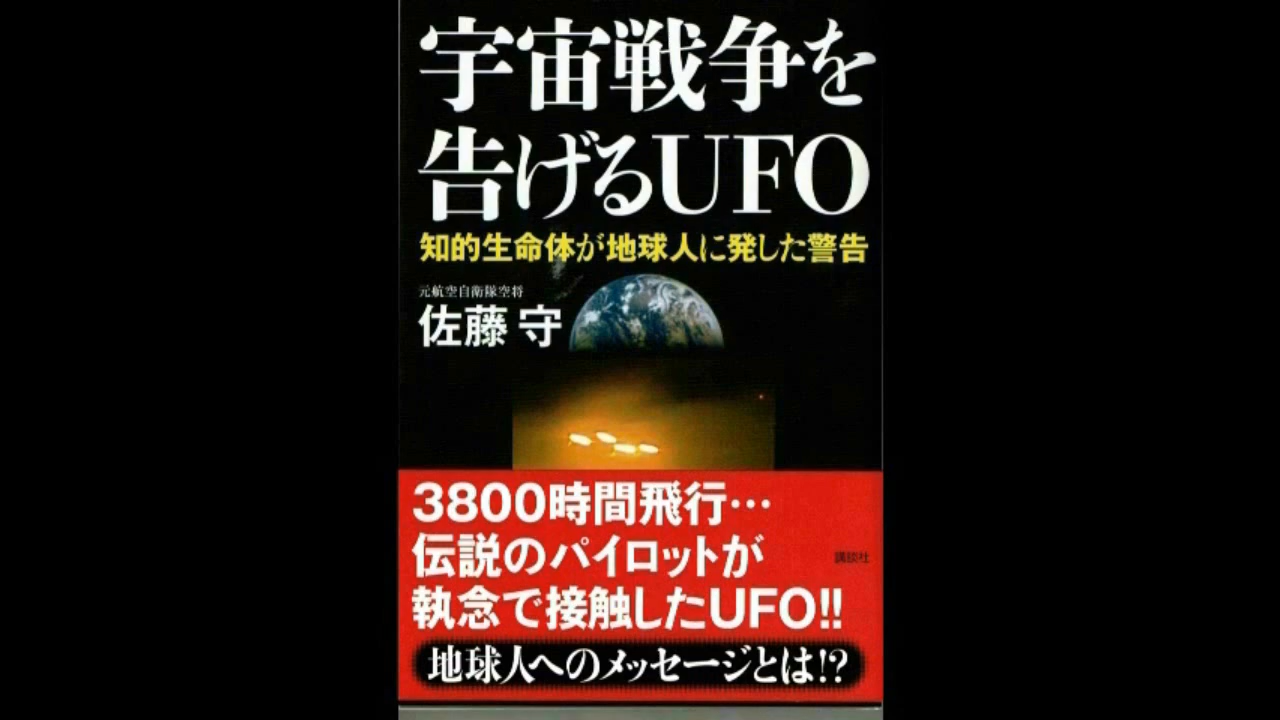 宇宙戦争を
告げるUFO
知的生命体が地球人に発した警告
元航空自衛隊空将
佐藤 守
3800時間飛行…
伝説のパイロットが
講談社
執念で接触したUFO!!
地球人へのメッセージとは!?